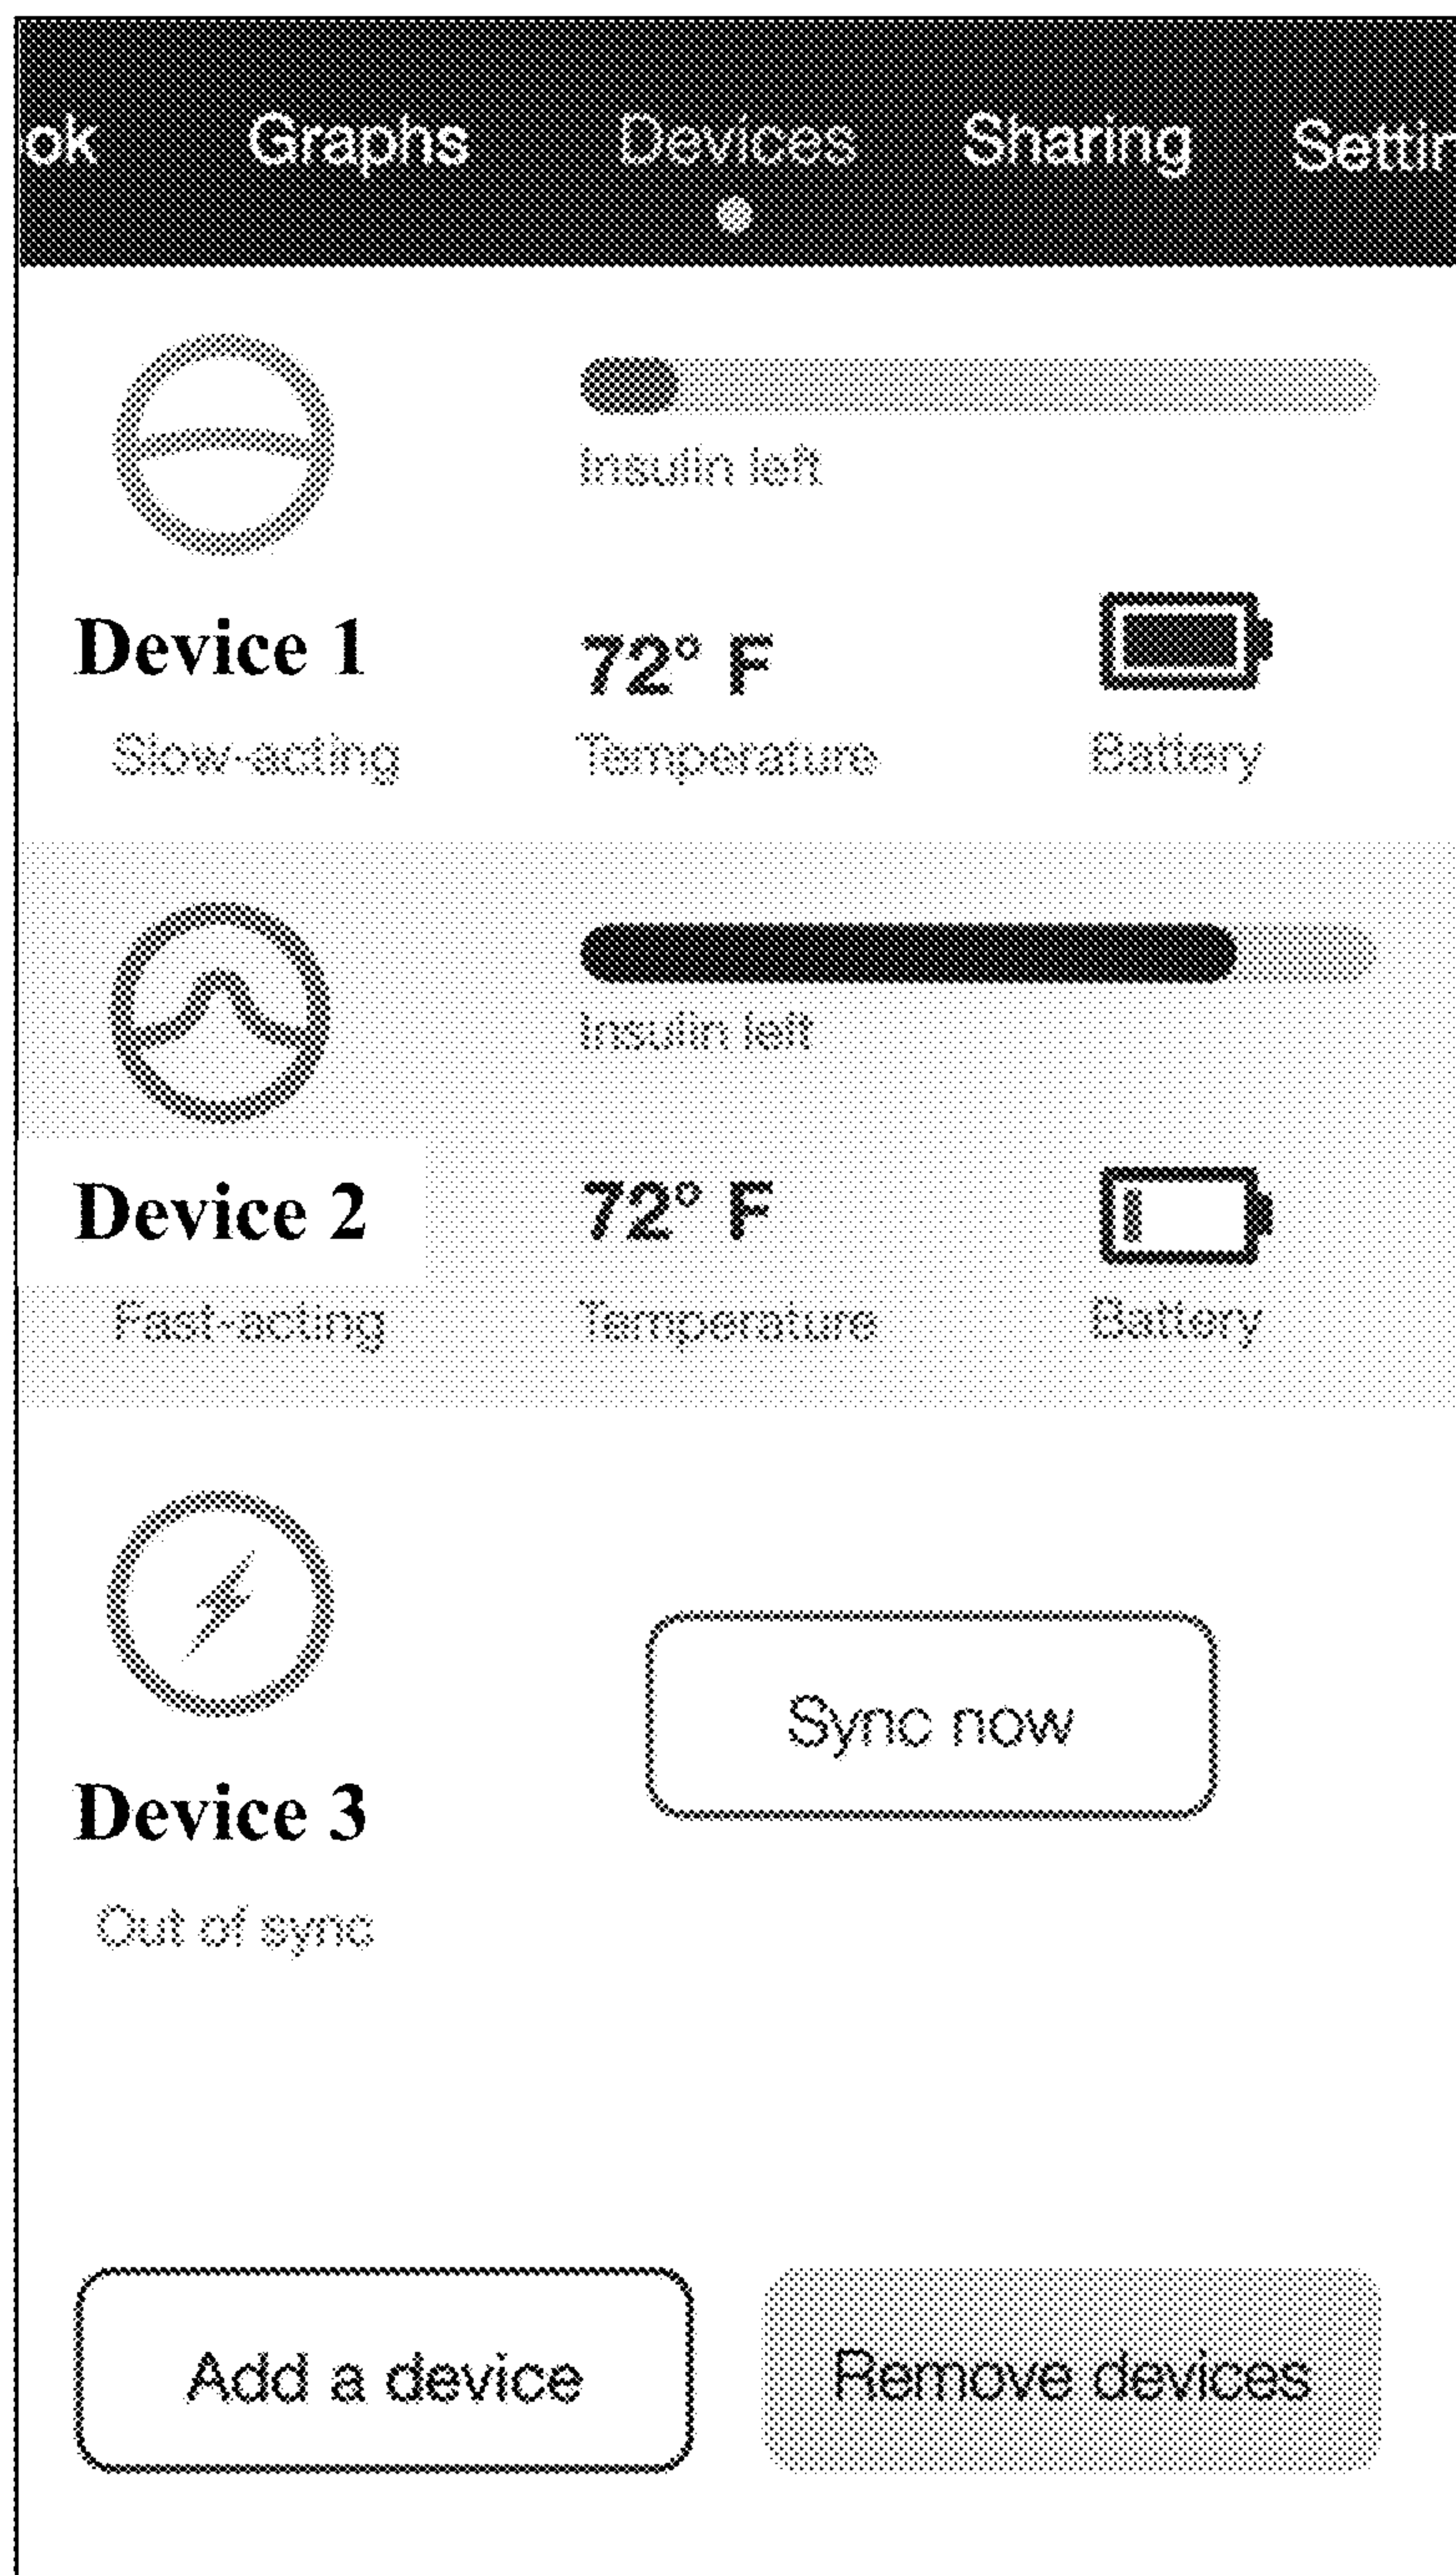 ok Graphs Devices Sharing Settin
Insulin left
Device 1 72° F
Slow-acting Temperature Battery
Insulin left
Device 2 72° F
Fast-acting Temperature Battery
Sync now
Device 3
Out of sync
Add a device Remove devices